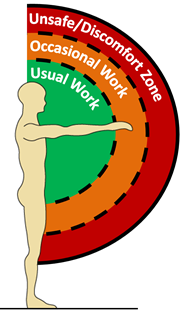 Unsafe/Discomfort Zone
Occasional Work
Usual Work